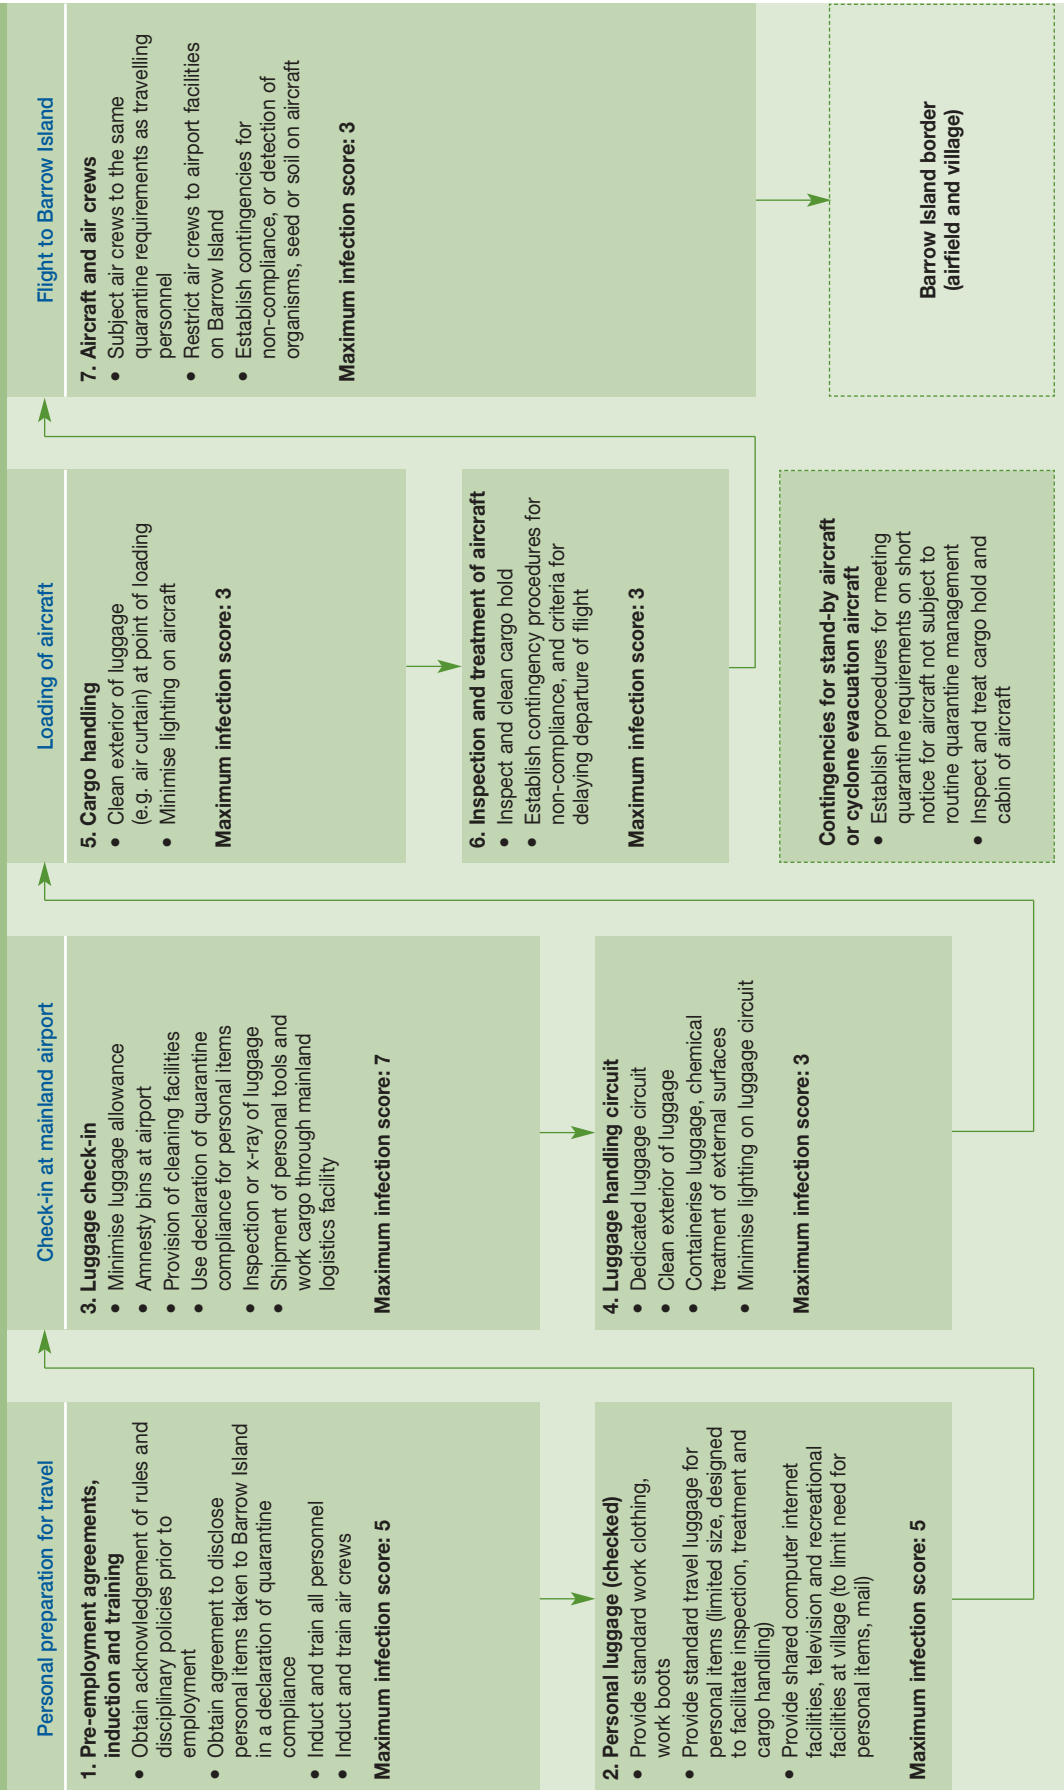 Personal preparation for travel
1. Pre-employment agreements,
induction and training
• Obtain acknowledgement of rules and
disciplinary policies prior to
employment
• Obtain agreement to disclose
personal items taken to Barrow Island
in a declaration of quarantine
compliance
• Induct and train all personnel
• Induct and train air crews
Maximum infection score: 5
2. Personal luggage (checked)
• Provide standard work clothing,
work boots
• Provide standard travel luggage for
personal items (limited size, designed
to facilitate inspection, treatment and
cargo handling)
• Provide shared computer internet
facilities, television and recreational
facilities at village (to limit need for
personal items, mail)
Maximum infection score: 5
Check-in at mainland airport
3. Luggage check-in
• Minimise luggage allowance
• Amnesty bins at airport
• Provision of cleaning facilities
• Use declaration of quarantine
compliance for personal items
• Inspection or x-ray of luggage
• Shipment of personal tools and
work cargo through mainland
logistics facility
Maximum infection score: 7
4. Luggage handling circuit
• Dedicated luggage circuit
• Clean exterior of luggage
• Containerise luggage, chemical
treatment of external surfaces
• Minimise lighting on luggage circuit
Maximum infection score: 3
Loading of aircraft
5. Cargo handling
• Clean exterior of luggage
(e.g. air curtain) at point of loading
• Minimise lighting on aircraft
Maximum infection score: 3
6. Inspection and treatment of aircraft
• Inspect and clean cargo hold
• Establish contingency procedures for
non-compliance, and criteria for
delaying departure of flight
Maximum infection score: 3
Contingencies for stand-by aircraft
or cyclone evacuation aircraft
• Establish procedures for meeting
quarantine requirements on short
notice for aircraft not subject to
routine quarantine management
• Inspect and treat cargo hold and
cabin of aircraft
Flight to Barrow Island
7. Aircraft and air crews
• Subject air crews to the same
quarantine requirements as travelling
personnel
• Restrict air crews to airport facilities
on Barrow Island
• Establish contingencies for
non-compliance, or detection of
organisms, seed or soil on aircraft
Maximum infection score: 3
Barrow Island border
(airfield and village)